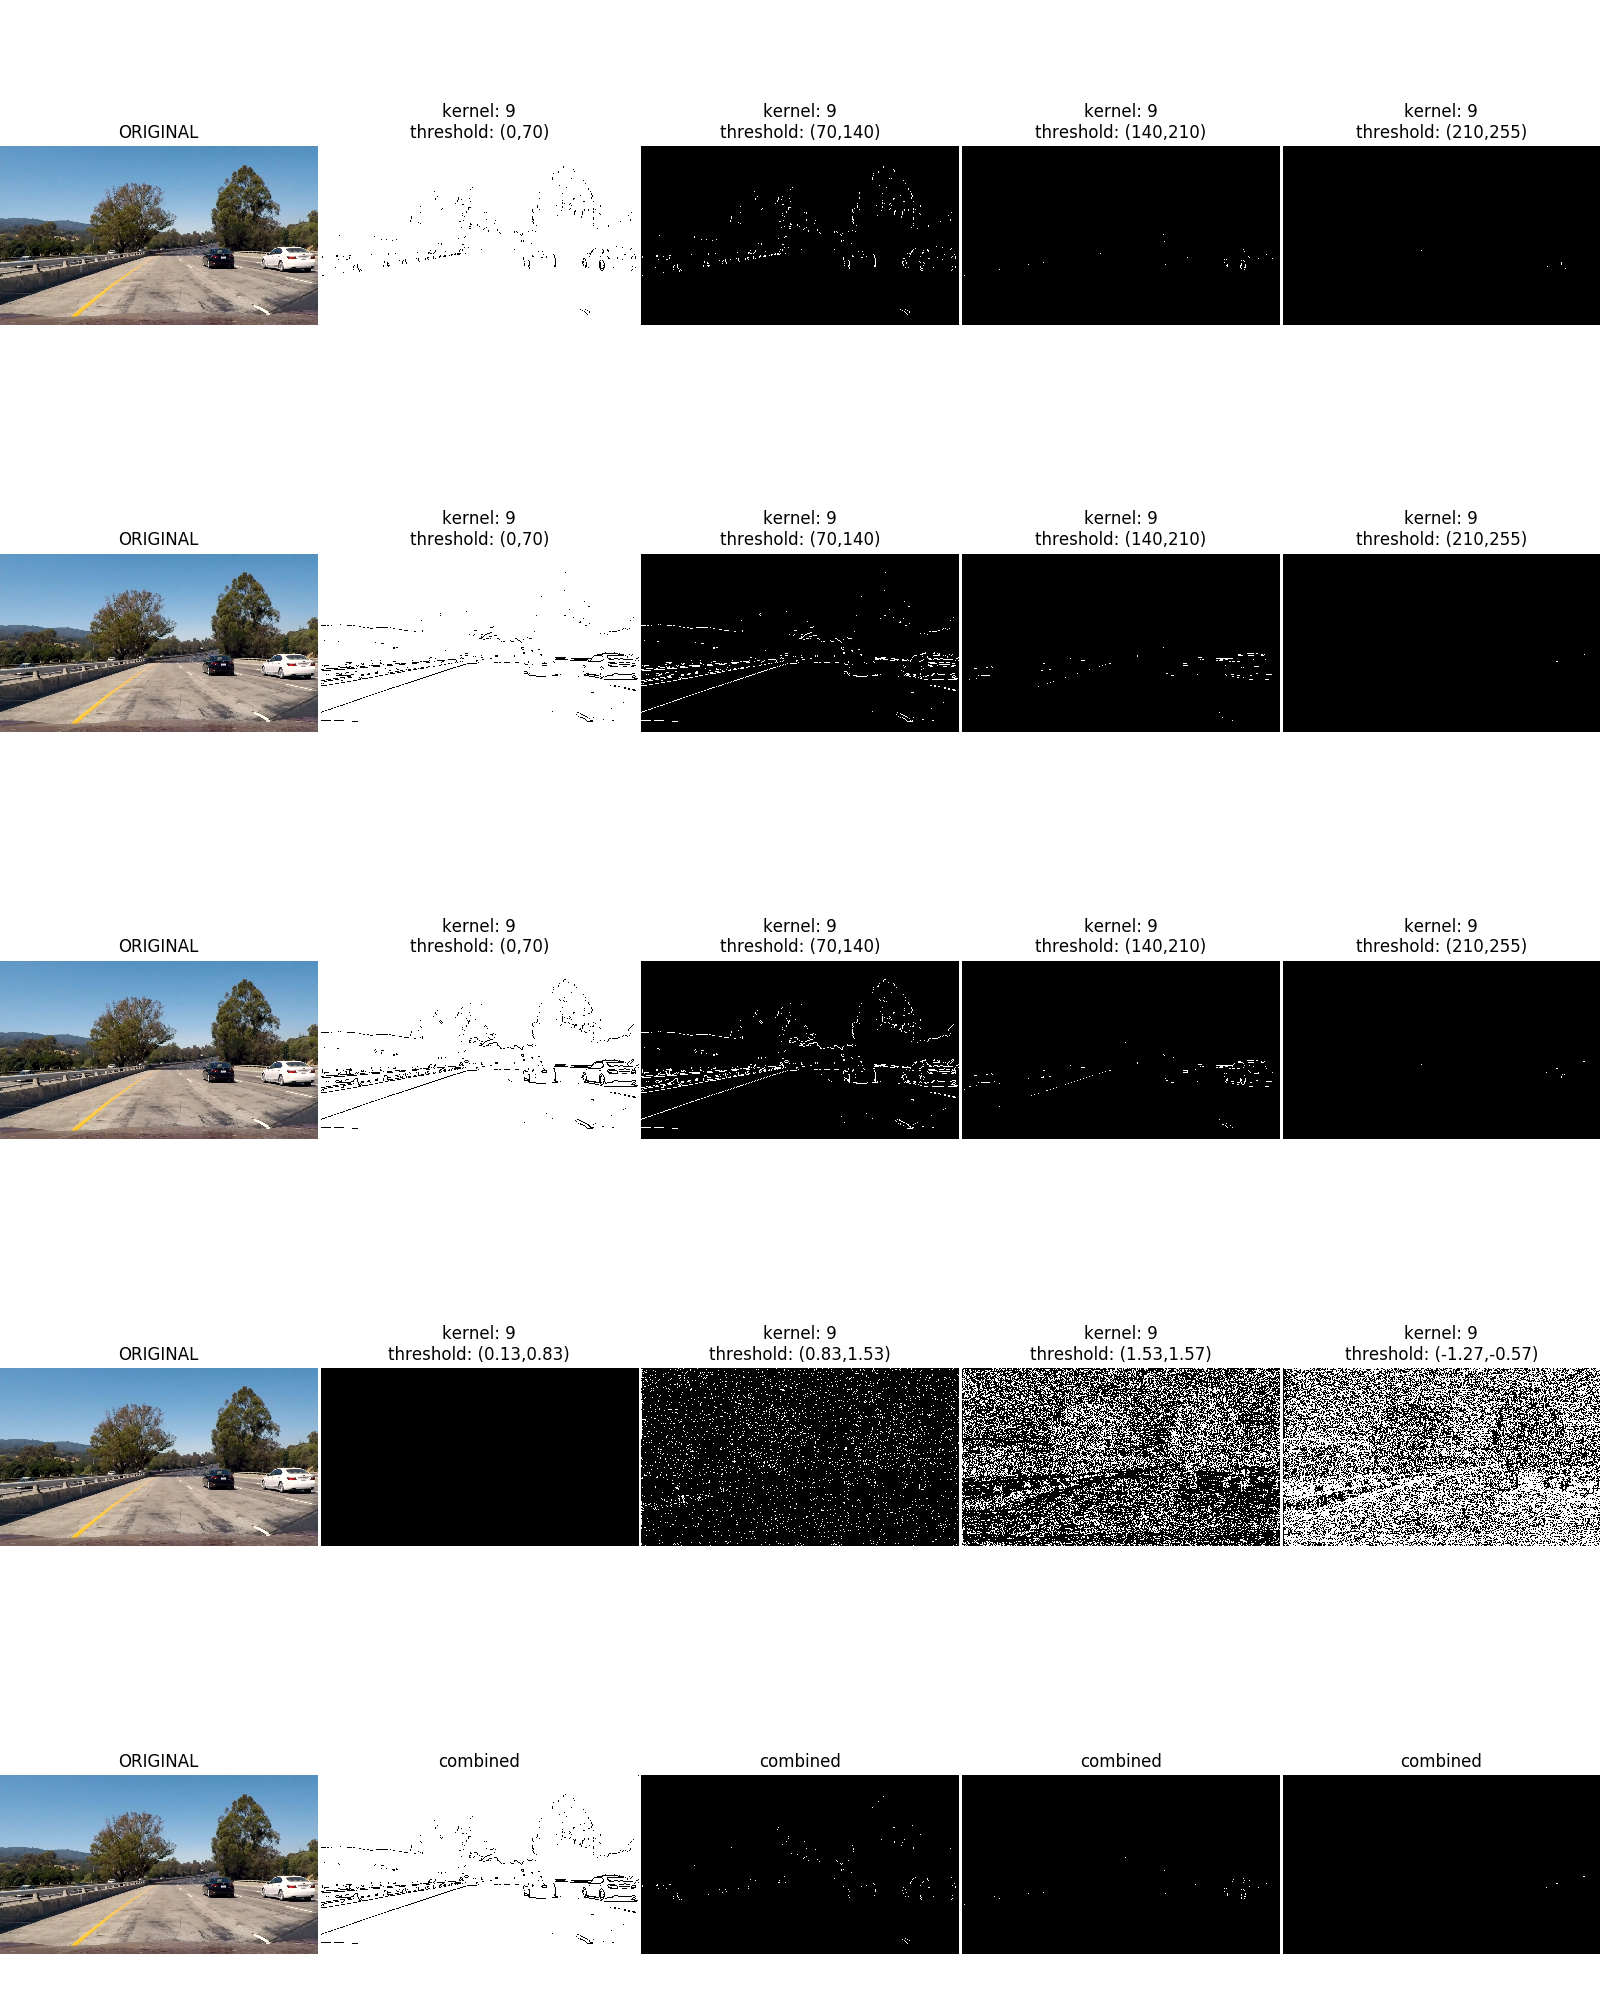 kernel: 9
kernel: 9
kernel: 9
kernel: 9
ORIGINAL
threshold: (0,70)
threshold: (70,140)
threshold: (140,210)
threshold: (210,255)
kernel: 9
kernel: 9
kernel: 9
kernel: 9
ORIGINAL
threshold: (0,70)
threshold: (70,140)
threshold: (140,210)
threshold: (210,255)
kernel: 9
kernel: 9
kernel: 9
kernel: 9
ORIGINAL
threshold: (0,70)
threshold: (70,140)
threshold: (140,210)
threshold: (210,255)
kernel: 9
kernel: 9
kernel: 9
kernel: 9
ORIGINAL
threshold: (0.13,0.83)
threshold: (0.83,1.53)
threshold: (1.53,1.57)
threshold: (-1.27,-0.57)
ORIGINAL
combined
combined
combined
combined